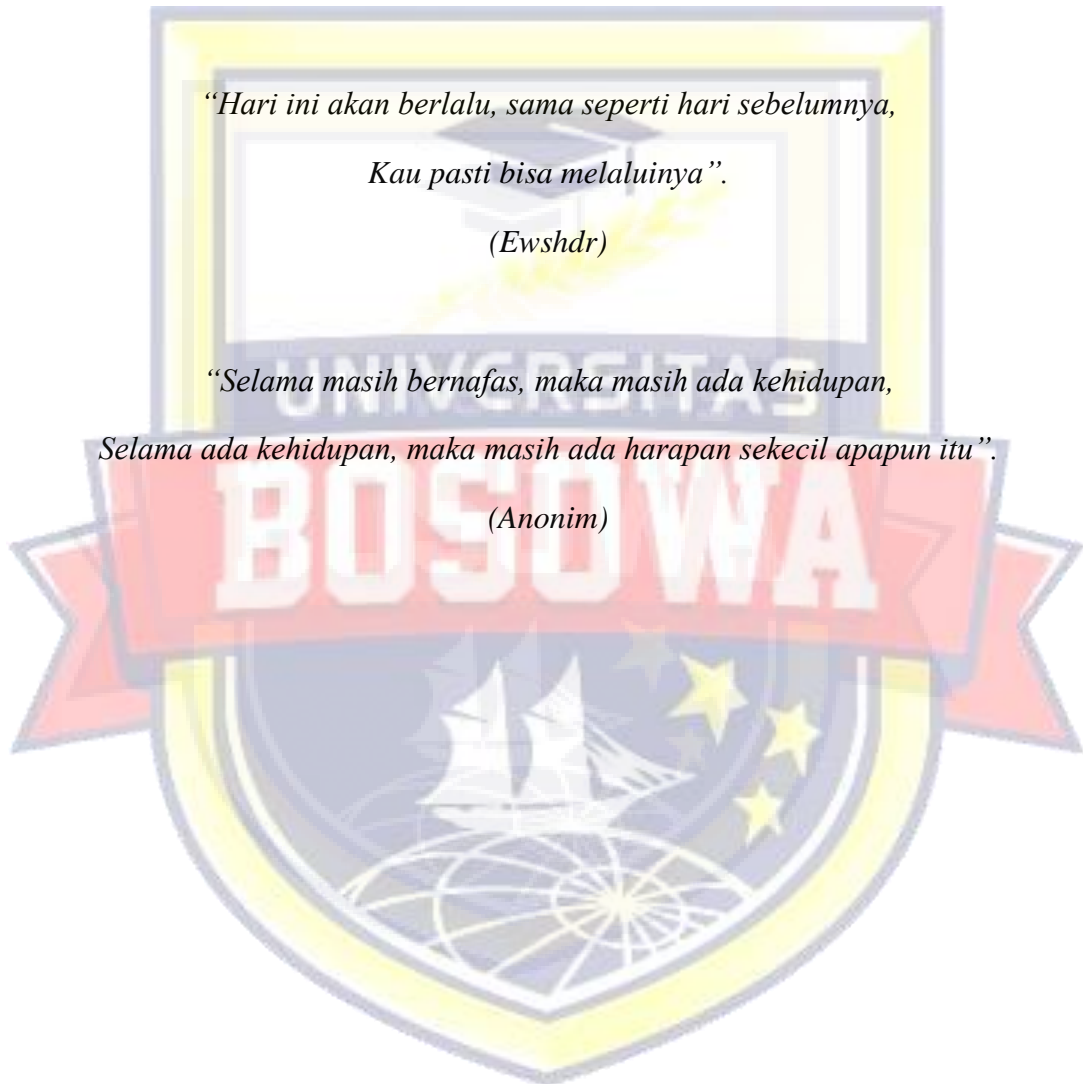 “Hari ini akan berlalu, sama seperti hari sebelumnya,
Kau pasti bisa melaluinya”.
(Ewshdr)
UNIVERSITAS
“Selama masih bernafas, maka masih ada kehidupan,
Selama ada kehidupan, maka masih ada harapan sekecil apapun itu”.
BOSOWA
(Anonim)